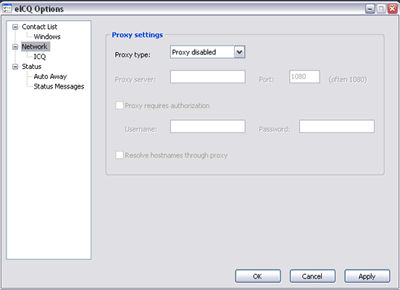 eICQ Options
Contact List
Windows
Network
ICQ
Status
Auto Away
Status Messages
Proxy settings
Proxy type: Proxy disabled
Proxy server: Port: 1080 (often 1080)
Proxy requires authorization
Username: Password:
Resolve hostnames through proxy
OK Cancel Apply